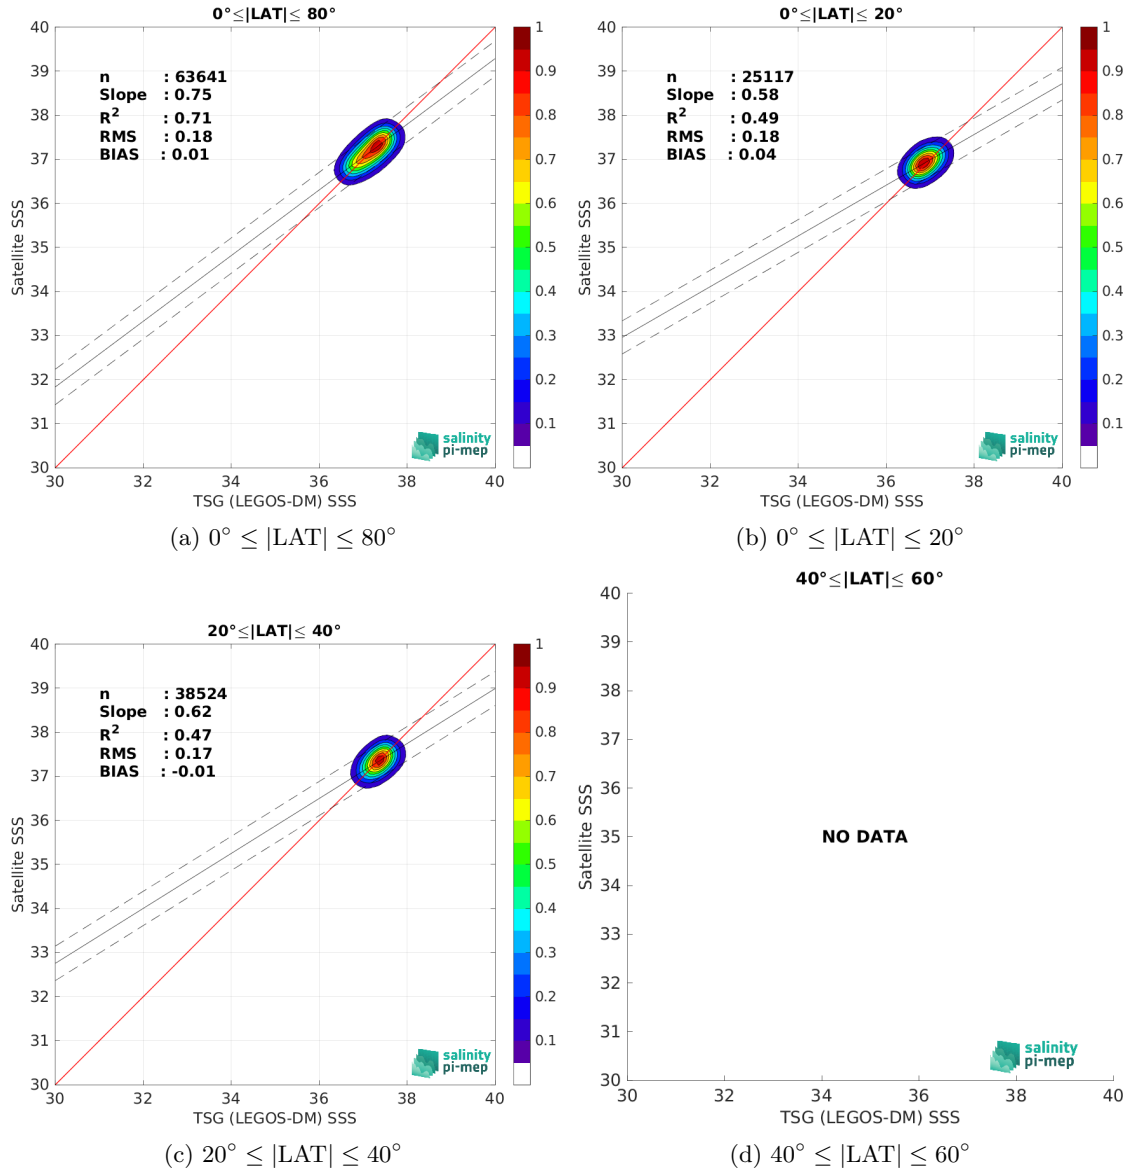 0°≤|LAT|≤ 80°
n : 63641
Slope : 0.75
R² : 0.71
RMS : 0.18
BIAS : 0.01
40
39
38
37
36
35
34
33
32
31
30
Satellite SSS
30 32 34 36 38 40
TSG (LEGOS-DM) SSS
1
0.9
0.8
0.7
0.6
0.5
0.4
0.3
0.2
0.1
salinity
pi-mep
(a) 0° ≤ |LAT| ≤ 80°
0°≤|LAT|≤ 20°
n : 25117
Slope : 0.58
R² : 0.49
RMS : 0.18
BIAS : 0.04
40
39
38
37
36
35
34
33
32
31
30
Satellite SSS
30 32 34 36 38 40
TSG (LEGOS-DM) SSS
1
0.9
0.8
0.7
0.6
0.5
0.4
0.3
0.2
0.1
salinity
pi-mep
(b) 0° ≤ |LAT| ≤ 20°
20°≤|LAT|≤ 40°
n : 38524
Slope : 0.62
R² : 0.47
RMS : 0.17
BIAS : -0.01
40
39
38
37
36
35
34
33
32
31
30
Satellite SSS
30 32 34 36 38 40
TSG (LEGOS-DM) SSS
1
0.9
0.8
0.7
0.6
0.5
0.4
0.3
0.2
0.1
salinity
pi-mep
(c) 20° ≤ |LAT| ≤ 40°
40°≤|LAT|≤ 60°
40
39
38
37
36
35
34
33
32
31
30
Satellite SSS
NO DATA
30 32 34 36 38 40
TSG (LEGOS-DM) SSS
salinity
pi-mep
(d) 40° ≤ |LAT| ≤ 60°